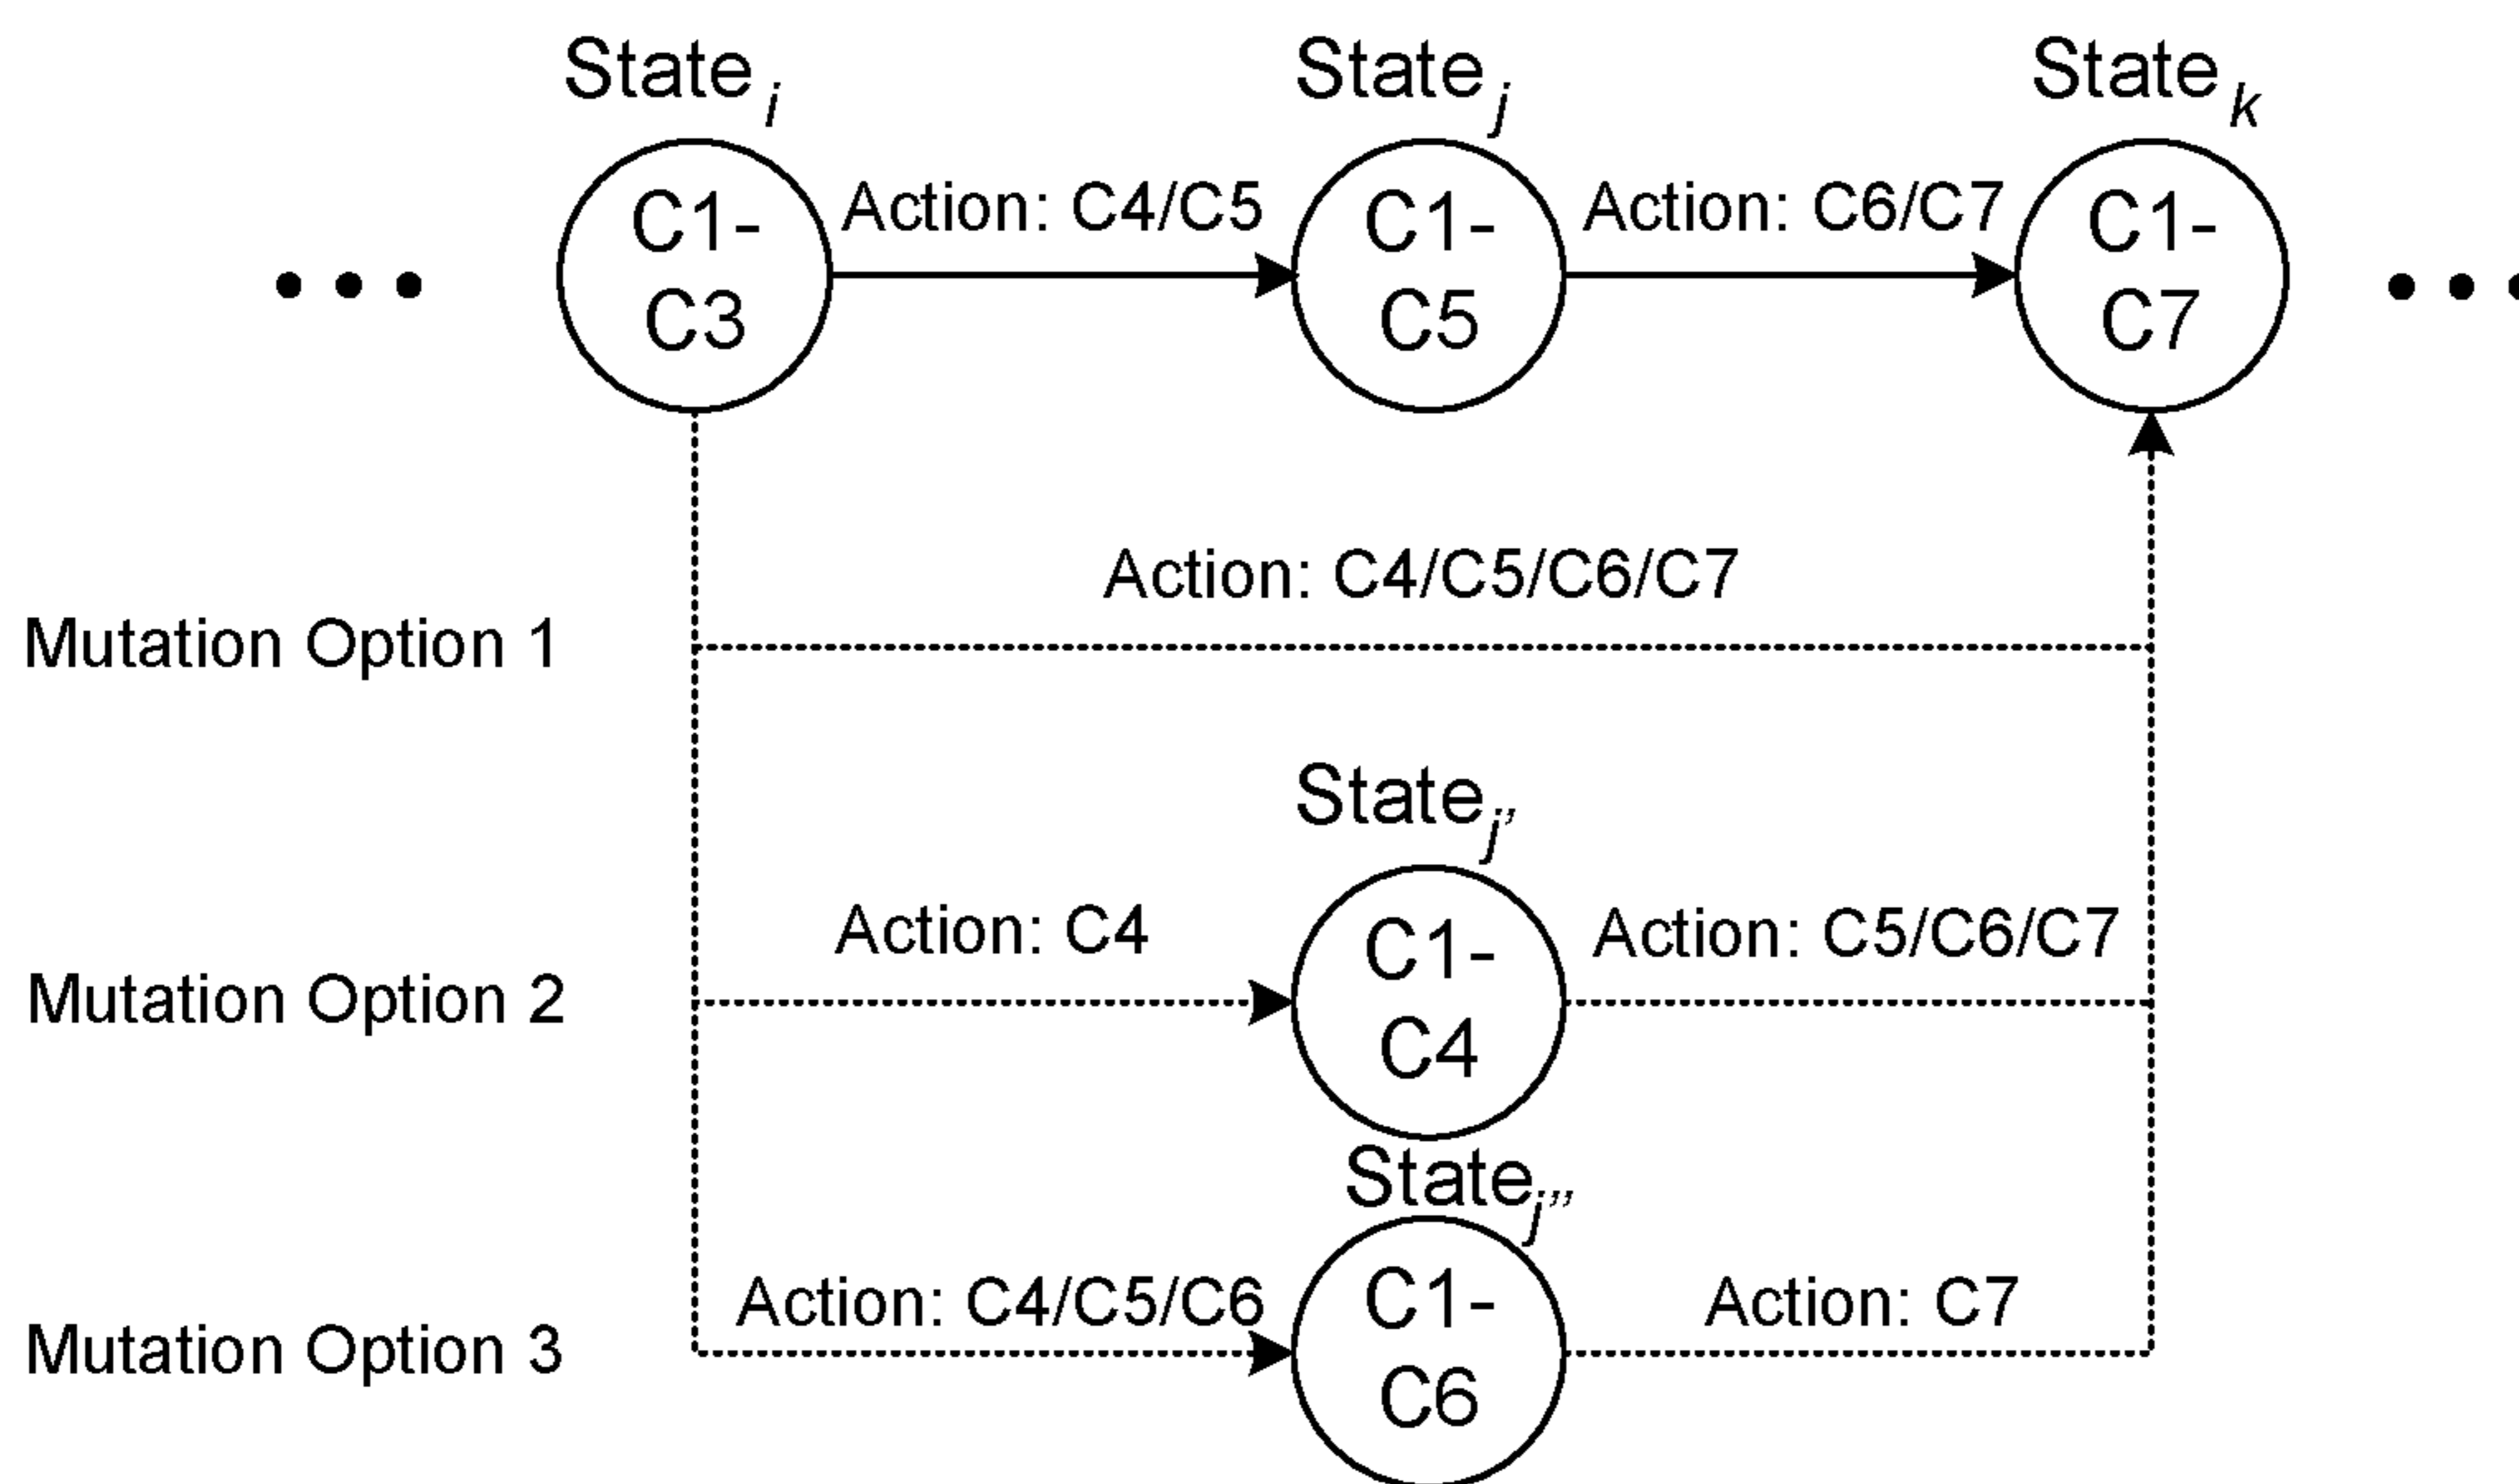 State i
State j
State k
C1-
C3
Action: C4/C5
C1-
C5
Action: C6/C7
C1-
C7
Action: C4/C5/C6/C7
Mutation Option 1
State j’
Action: C4
C1-
C4
Action: C5/C6/C7
Mutation Option 2
State j’’
Action: C4/C5/C6
C1-
C6
Action: C7
Mutation Option 3